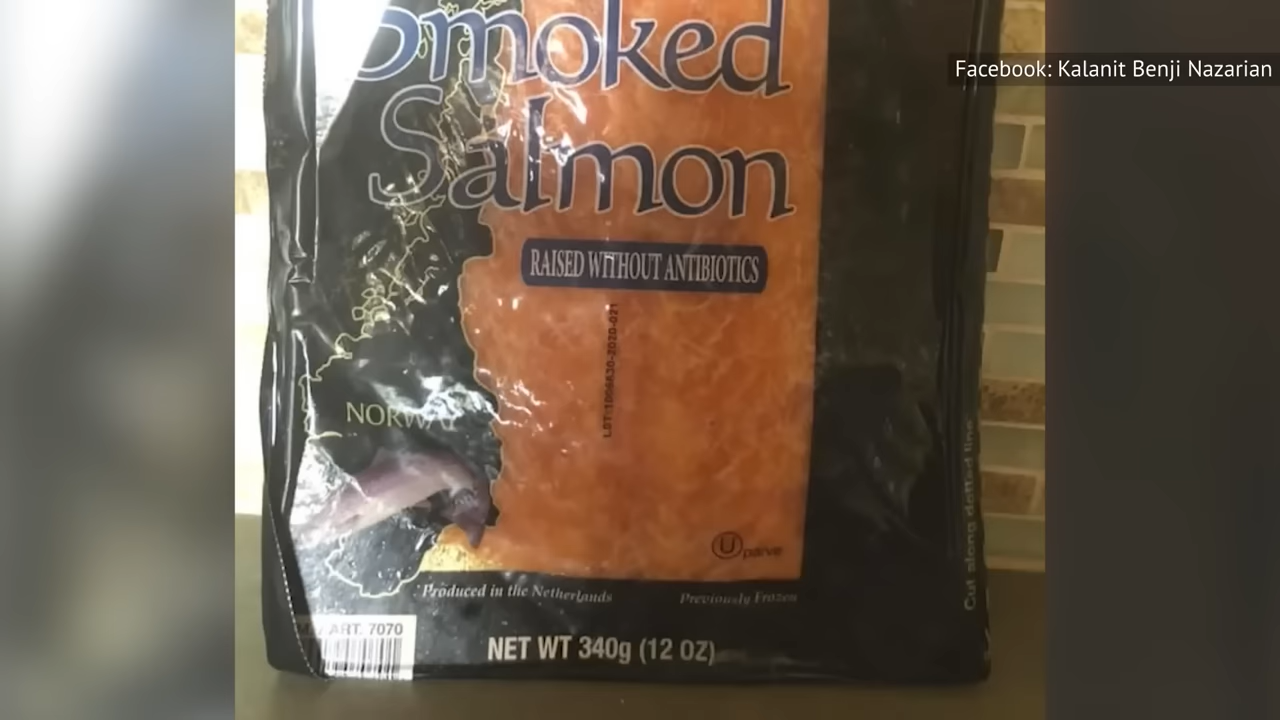 Facebook: Kalanit Benji Nazarian
Smoked
Salmon
RAISED WITHOUT ANTIBIOTICS
LOT:
NORWAY
U
parve
Produced in the Netherlands
Previously Frozen
Cut along dotted line
ART. 7070
NET WT 340g (12 OZ)